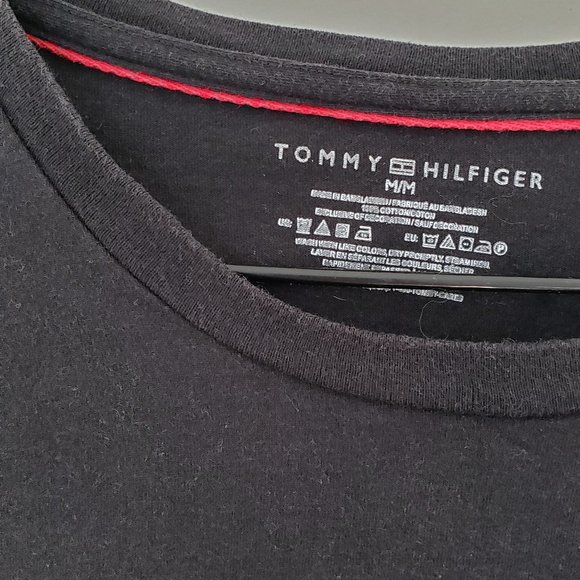 TOMMY HILFIGER
M/M
MADE IN BANGLADESH/FABRIQUÉ AU BANGLADESH
100% COTTON/COTON
EXCLUSIVE OF DECORATION/SAUF DÉCORATION
US: EU:
WASH WITH LIKE COLORS, DRY PROMPTLY, STEAM IRON.
LAVER EN SÉPARANT LES COULEURS, SÉCHER
RAPIDEMENT